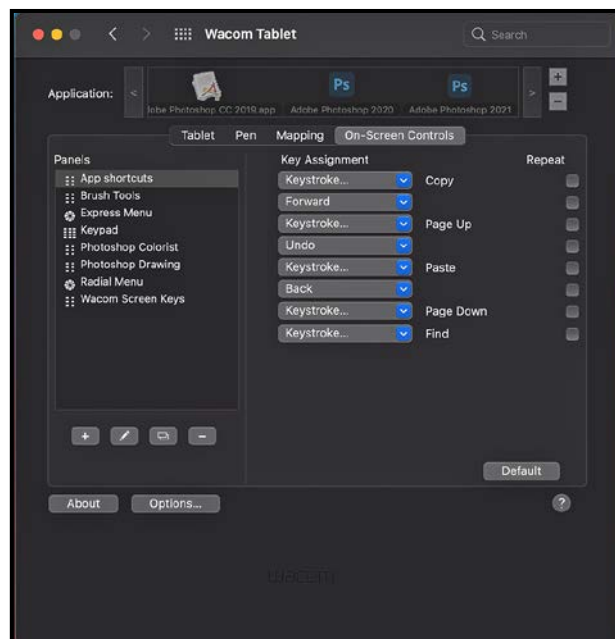 Wacom Tablet
Search
Application:
<
lobe Photoshop CC 2019.app
Adobe Photoshop 2020
Adobe Photoshop 2021
Ps
Ps
>
+
−
Tablet Pen Mapping On-Screen Controls
Panels
App shortcuts
Brush Tools
Express Menu
Keypad
Photoshop Colorist
Photoshop Drawing
Radial Menu
Wacom Screen Keys
+
−
Key Assignment Repeat
Keystroke... Copy
Forward
Keystroke... Page Up
Undo
Keystroke... Paste
Back
Keystroke... Page Down
Keystroke... Find
Default
About Options... ?
wacom